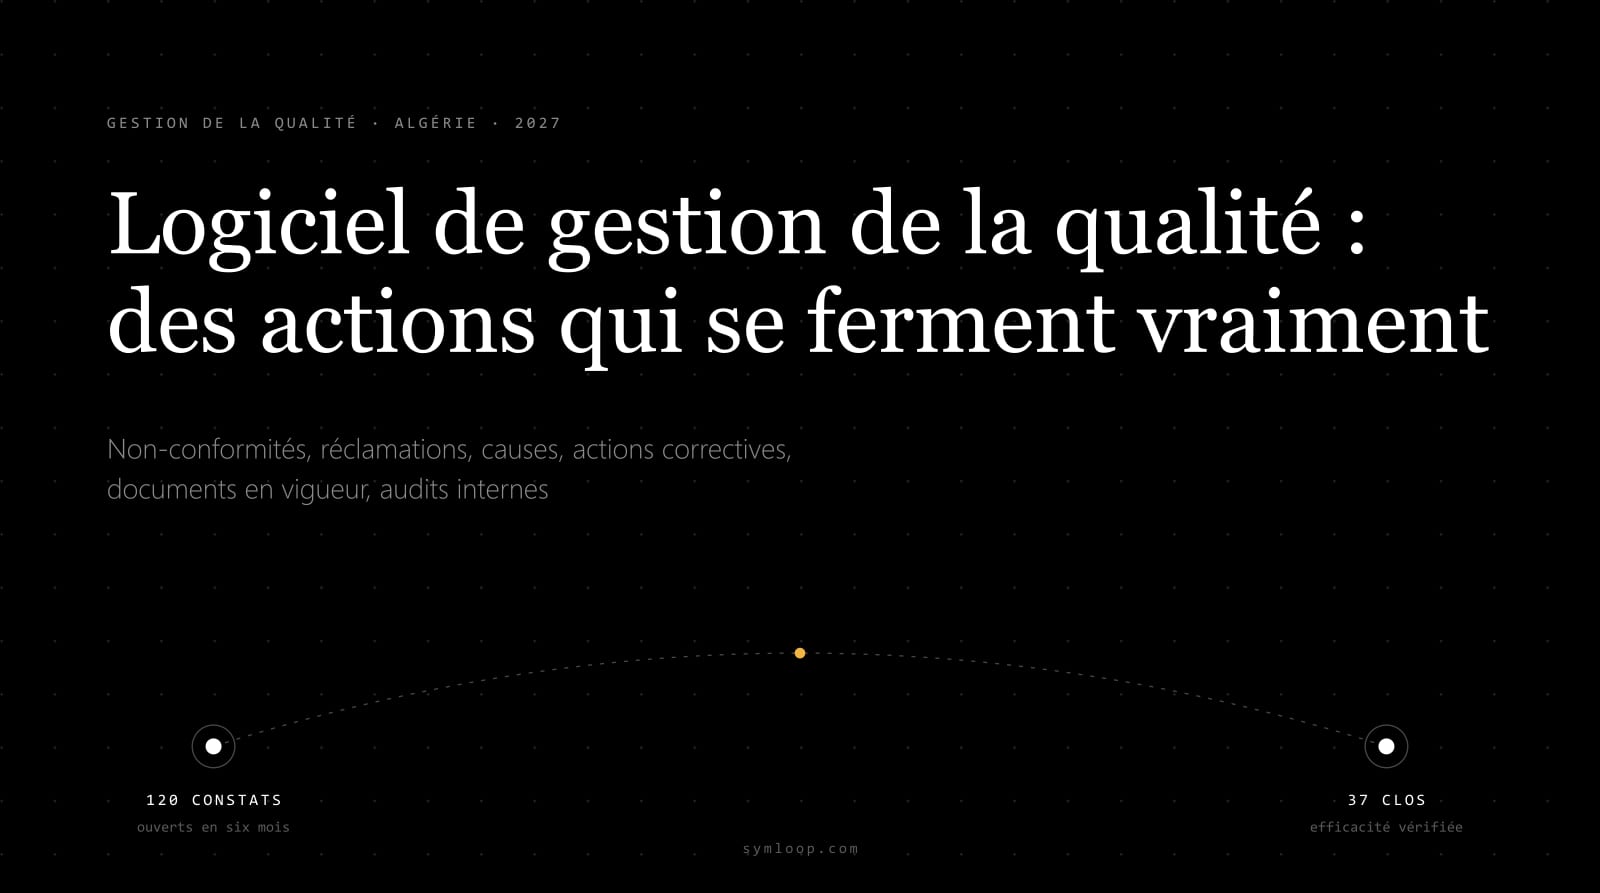 GESTION DE LA QUALITÉ · ALGÉRIE · 2027
Logiciel de gestion de la qualité :
des actions qui se ferment vraiment
Non-conformités, réclamations, causes, actions correctives,
documents en vigueur, audits internes
120 CONSTATS
ouverts en six mois
37 CLOS
efficacité vérifiée
symloop.com